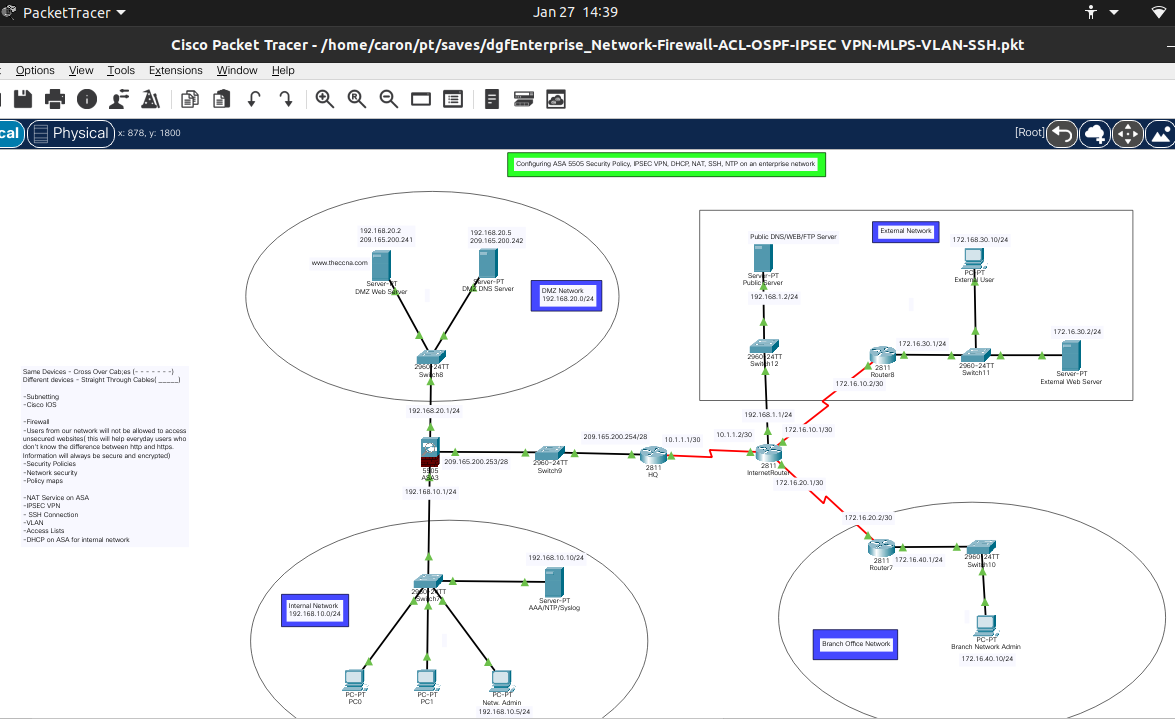 PacketTracer
Jan 27 14:39
Cisco Packet Tracer - /home/caron/pt/saves/dgfEnterprise_Network-Firewall-ACL-OSPF-IPSEC VPN-MLPS-VLAN-SSH.pkt
Options View Tools Extensions Window Help
cal Physical x: 878, y: 1800
[Root]
Configuring ASA 5505 Security Policy, IPSEC VPN, DHCP, NAT, SSH, NTP on an enterprise network
192.168.20.2
209.165.200.241
192.168.20.5
209.165.200.242
www.theccna.com
Server-PT
DMZ Web Server
Server-PT
DMZ DNS Server
DMZ Network
192.168.20.0/24
2960-24TT
Switch8
192.168.20.1/24
Public DNS/WEB/FTP Server
External Network
172.168.30.10/24
Server-PT
Public Server
192.168.1.2/24
PC-PT
External User
2960-24TT
Switch12
172.16.30.1/24
172.16.30.2/24
2811
Router8
2960-24TT
Switch11
Server-PT
External Web Server
172.16.10.2/30
192.168.1.1/24
172.16.10.1/30
Same Devices - Cross Over Cab;es (- - - - - - -)
Different devices - Straight Through Cables( _____)
-Subnetting
-Cisco IOS
-Firewall
-Users from our network will not be allowed to access
unsecured websites( this will help everyday users who
don't know the difference between http and https.
Information will always be secure and encrypted)
-Security Policies
-Network security
-Policy maps
-NAT Service on ASA
-IPSEC VPN
- SSH Connection
-VLAN
-Access Lists
-DHCP on ASA for internal network
5505
ASA3
209.165.200.253/28
2960-24TT
Switch9
209.165.200.254/28
2811
HQ
10.1.1.1/30
10.1.1.2/30
2811
InternetRouter
172.16.20.1/30
192.168.10.1/24
172.16.20.2/30
2811
Router7
172.16.40.1/24
2960-24TT
Switch10
192.168.10.10/24
2960-24TT
Switch7
Server-PT
AAA/NTP/Syslog
Internal Network
192.168.10.0/24
Branch Office Network
PC-PT
Branch Network Admin
172.16.40.10/24
PC-PT
PC0
PC-PT
PC1
PC-PT
Netw. Admin
192.168.10.5/24